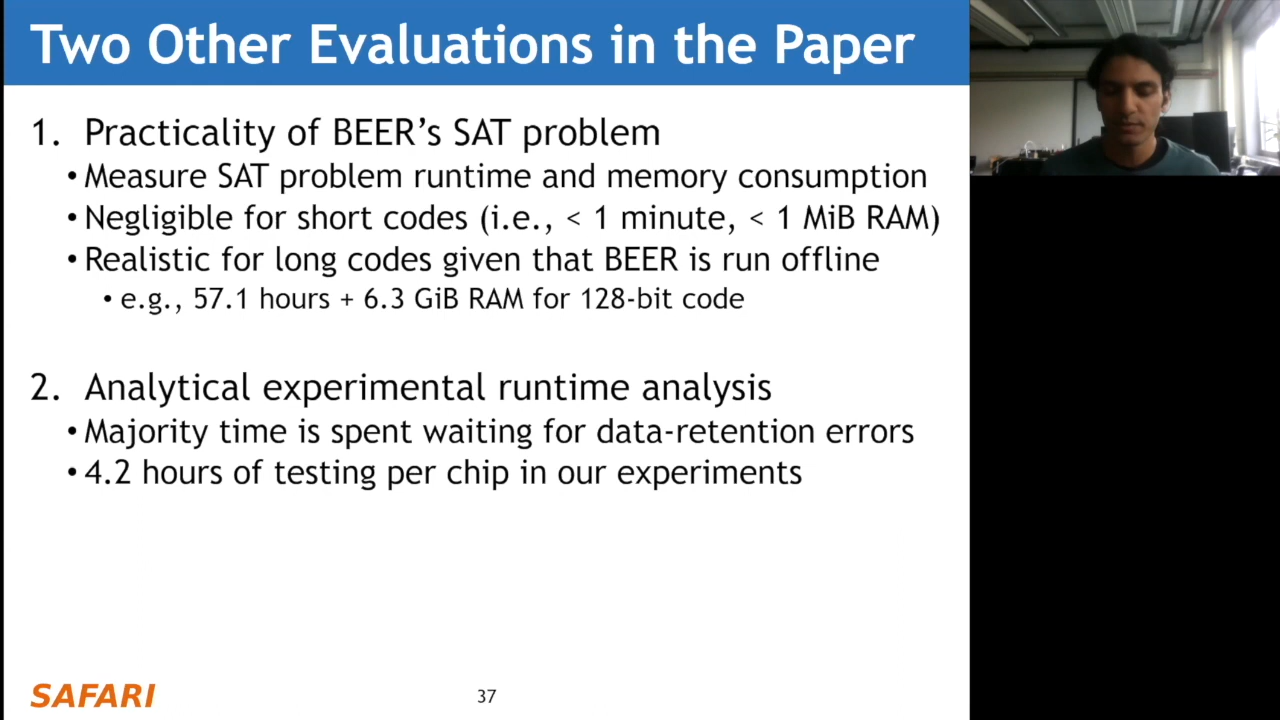 Two Other Evaluations in the Paper
1. Practicality of BEER’s SAT problem
• Measure SAT problem runtime and memory consumption
• Negligible for short codes (i.e., < 1 minute, < 1 MiB RAM)
• Realistic for long codes given that BEER is run offline
• e.g., 57.1 hours + 6.3 GiB RAM for 128-bit code
2. Analytical experimental runtime analysis
• Majority time is spent waiting for data-retention errors
• 4.2 hours of testing per chip in our experiments
SAFARI
37